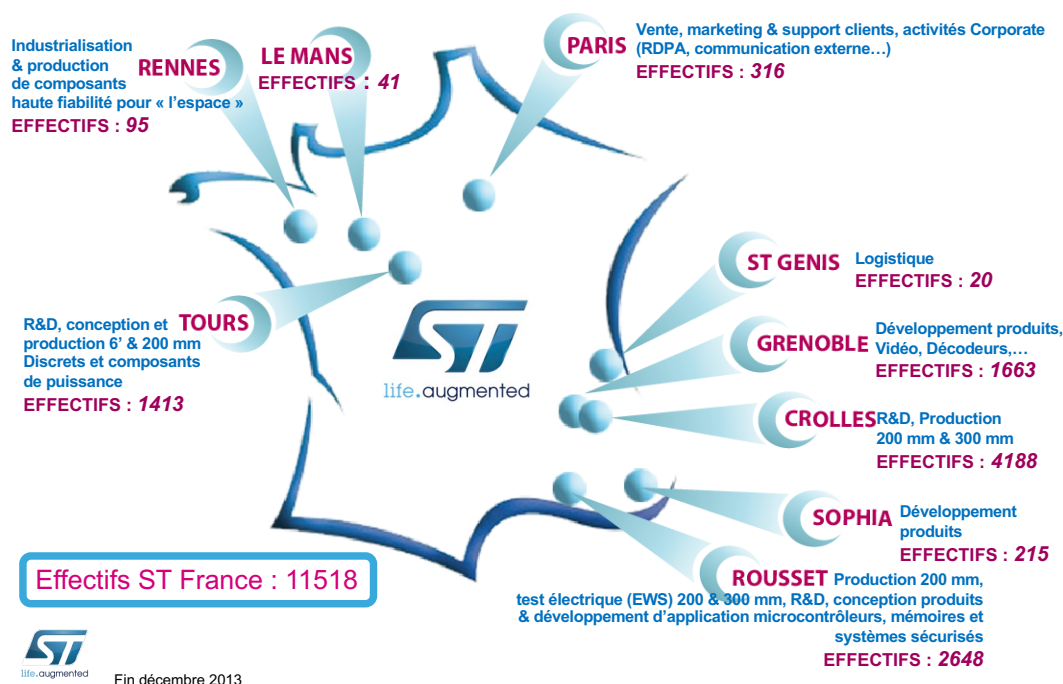 Industrialisation
& production
de composants
haute fiabilité pour « l'espace »
EFFECTIFS : 95
RENNES
LE MANS
EFFECTIFS : 41
PARIS
Vente, marketing & support clients, activités Corporate
(RDPA, communication externe…)
EFFECTIFS : 316
ST GENIS
Logistique
EFFECTIFS : 20
TOURS
R&D, conception et
production 6' & 200 mm
Discrets et composants
de puissance
EFFECTIFS : 1413
ST
life.augmented
GRENOBLE
Développement produits,
Vidéo, Décodeurs,…
EFFECTIFS : 1663
CROLLES
R&D, Production
200 mm & 300 mm
EFFECTIFS : 4188
SOPHIA
Développement
produits
EFFECTIFS : 215
ROUSSET Production 200 mm,
test électrique (EWS) 200 & 300 mm, R&D, conception produits
& développement d'application microcontrôleurs, mémoires et
systèmes sécurisés
EFFECTIFS : 2648
Effectifs ST France : 11518
ST
life.augmented
Fin décembre 2013